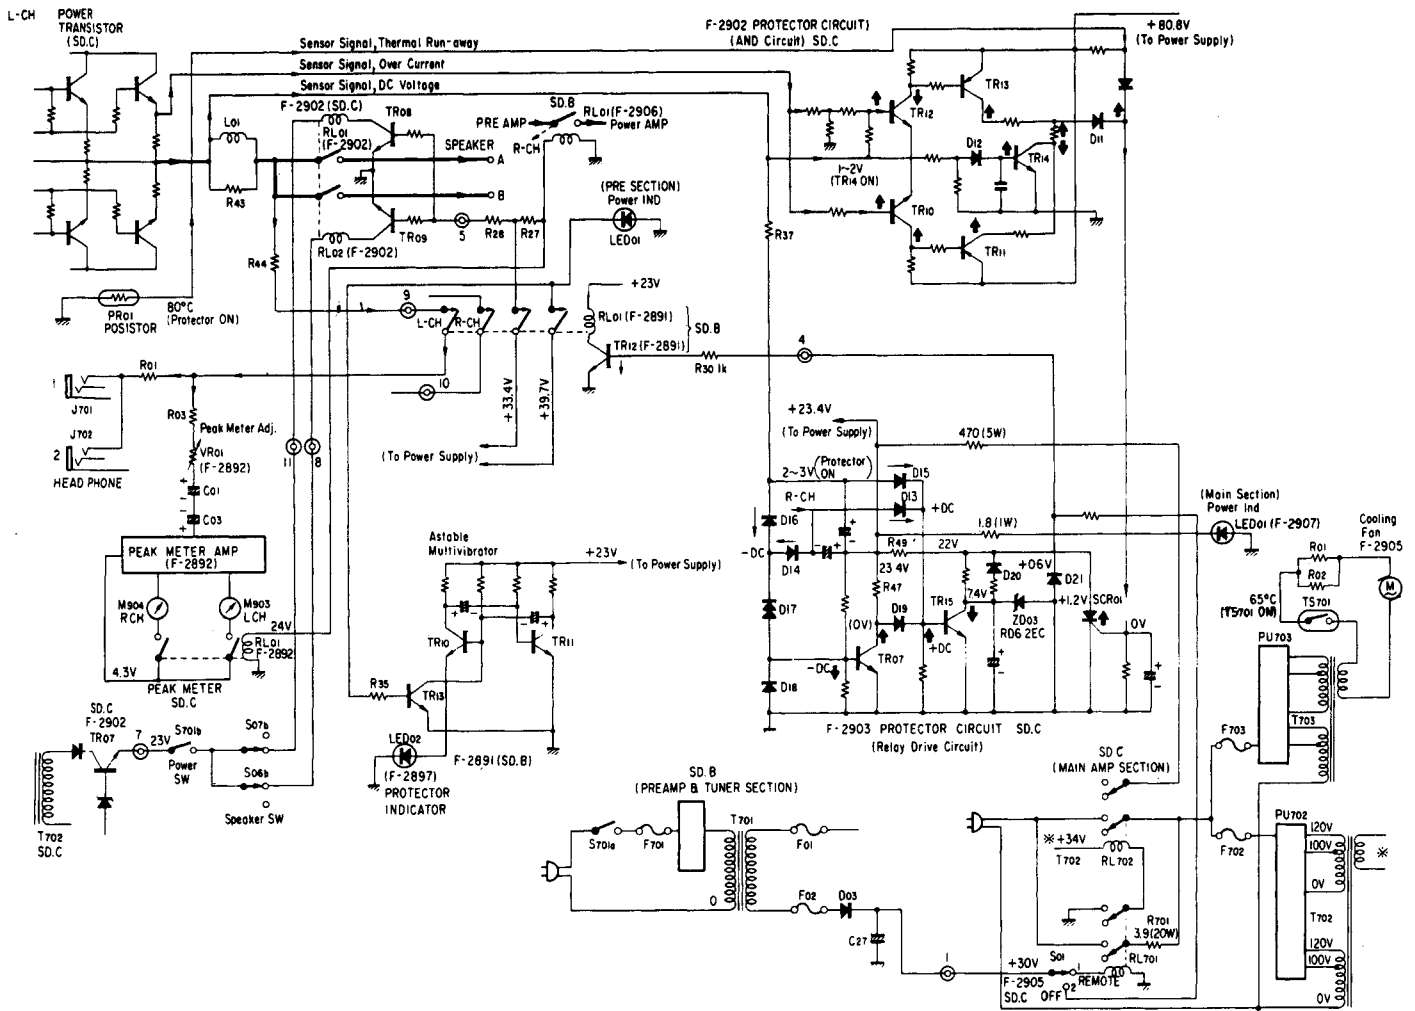 L-CH
POWER
TRANSISTOR
(SD.C)
F-2902 PROTECTOR CIRCUIT)
(AND Circuit) SD.C
+80.8V
(To Power Supply)
Sensor Signal, Thermal Run-away
Sensor Signal, Over Current
Sensor Signal, DC Voltage
F-2902(SD.C)
TR08
SD.B
RL01(F-2906)
PRE AMP
Power AMP
R-CH
L01
RL01
(F-2902)
SPEAKER
A
B
R43
TR09
5
R28
R27
RL02(F-2902)
R44
(PRE SECTION)
Power IND
LED01
TR12
TR13
D12
TR14
D11
1~2V
(TR14 ON)
TR10
TR11
R37
PR01
POSISTOR
80°C
(Protector ON)
9
L-CH
R-CH
+23V
RL01(F-2891)
SD.B
TR12(F-2891)
R30 1k
4
10
+33.4V
+39.7V
(To Power Supply)
R01
1
J701
J702
2
HEAD PHONE
R03
Peak Meter Adj.
VR01
(F-2892)
11
8
C01
C03
PEAK METER AMP
(F-2892)
M904
R CH
M903
L CH
24V
RL01
F-2892
4.3V
PEAK METER
SD.C
+23.4V
(To Power Supply)
470(5W)
2~3V
(Protector
ON)
D15
R-CH
D13
+DC
D16
-DC
D14
R49
1.8(1W)
22V
23.4V
R47
D17
D19
(0V)
TR15
7.4V
D20
+06V
D21
+1.2V
SCR01
0V
ZD03
RD6 2EC
+DC
TR07
-DC
D18
F-2903 PROTECTOR CIRCUIT SD.C
(Relay Drive Circuit)
(Main Section)
Power Ind
LED01(F-2907)
Cooling
Fan
F-2905
R01
R02
M
65°C
(TS701 ON)
TS701
PU703
T703
F703
Astable
Multivibrator
+23V
(To Power Supply)
TR10
TR11
R35
TR13
LED02
(F-2897)
PROTECTOR
INDICATOR
F-2891(SD.B)
SD.C
F-2902
TR07
7
23V
S701b
Power
SW
S07b
S06b
Speaker SW
T702
SD.C
SD.B
(PREAMP & TUNER SECTION)
S701a
F701
T701
0
F01
F02
D03
C27
1
+30V
F-2905
SD.C
S01
1
REMOTE
OFF
2
SD C
(MAIN AMP SECTION)
※+34V
T702
RL702
R701
3.9(20W)
RL701
F702
PU702
120V
100V
0V
T702
120V
100V
0V
※